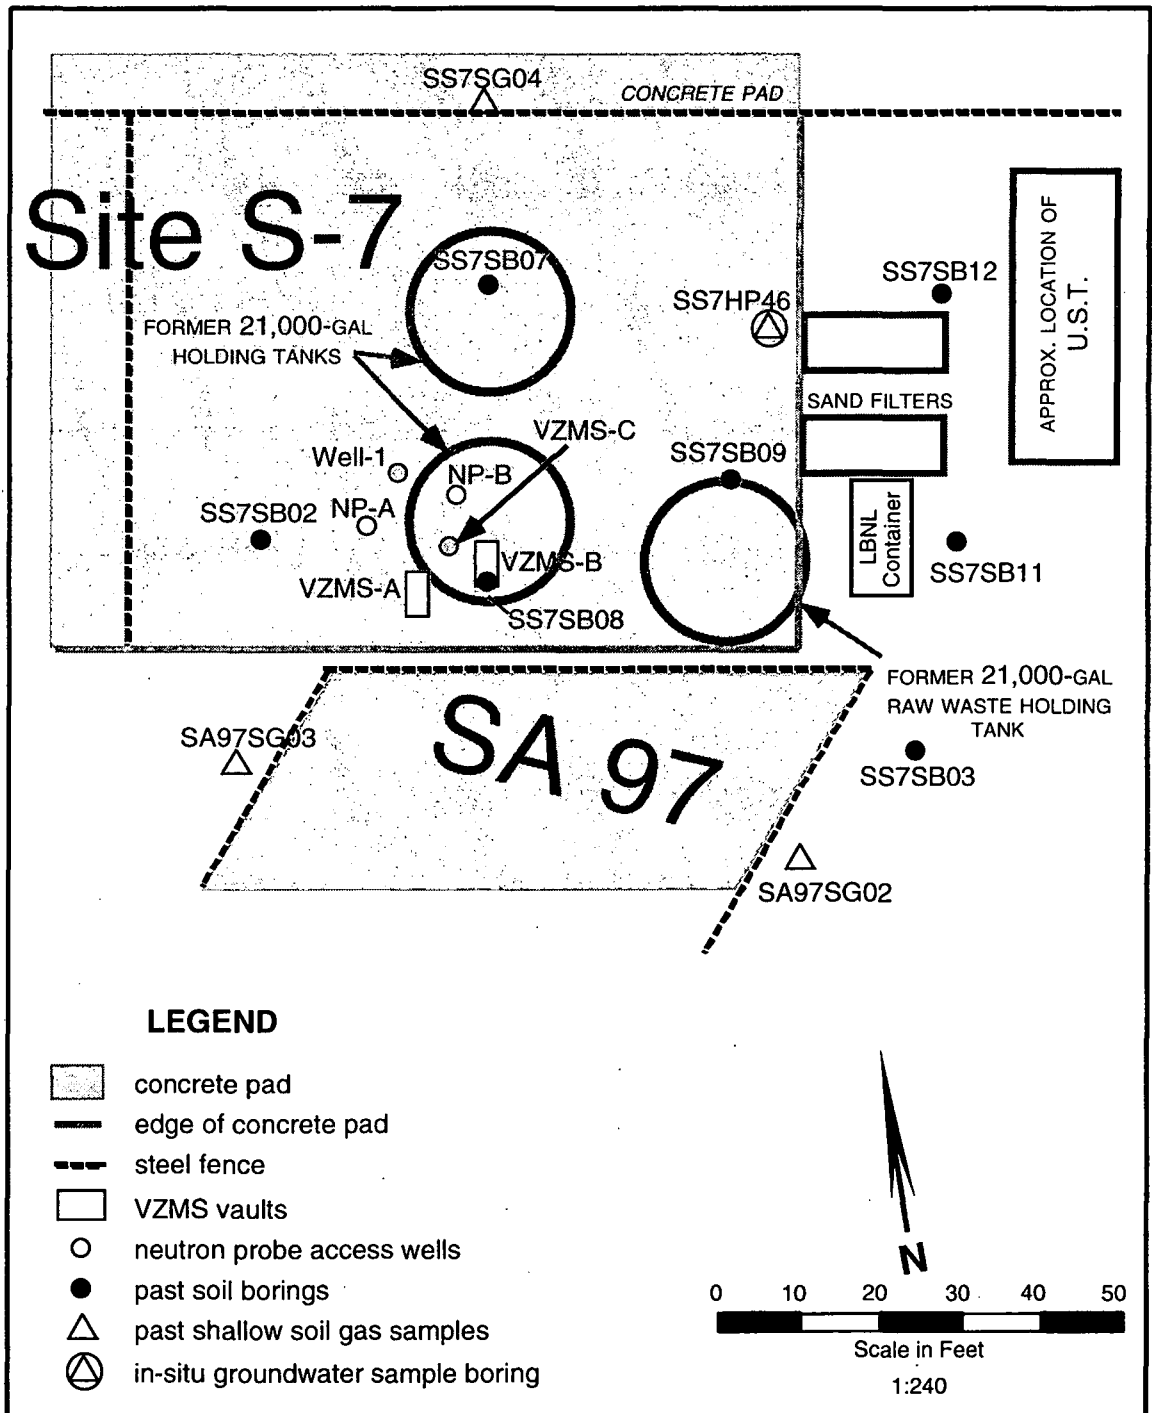 SS7SG04
CONCRETE PAD
Site S-7
SS7SB07
SS7SB12
SS7HP46
APPROX. LOCATION OF
U.S.T.
FORMER 21,000-GAL
HOLDING TANKS
SAND FILTERS
VZMS-C
Well-1
NP-B
SS7SB09
SS7SB02
NP-A
LBNL
Container
VZMS-B
VZMS-A
SS7SB11
SS7SB08
FORMER 21,000-GAL
RAW WASTE HOLDING
TANK
SA 97
SA97SG03
SS7SB03
SA97SG02
LEGEND
concrete pad
edge of concrete pad
steel fence
VZMS vaults
neutron probe access wells
past soil borings
past shallow soil gas samples
in-situ groundwater sample boring
N
0 10 20 30 40 50
Scale in Feet
1:240